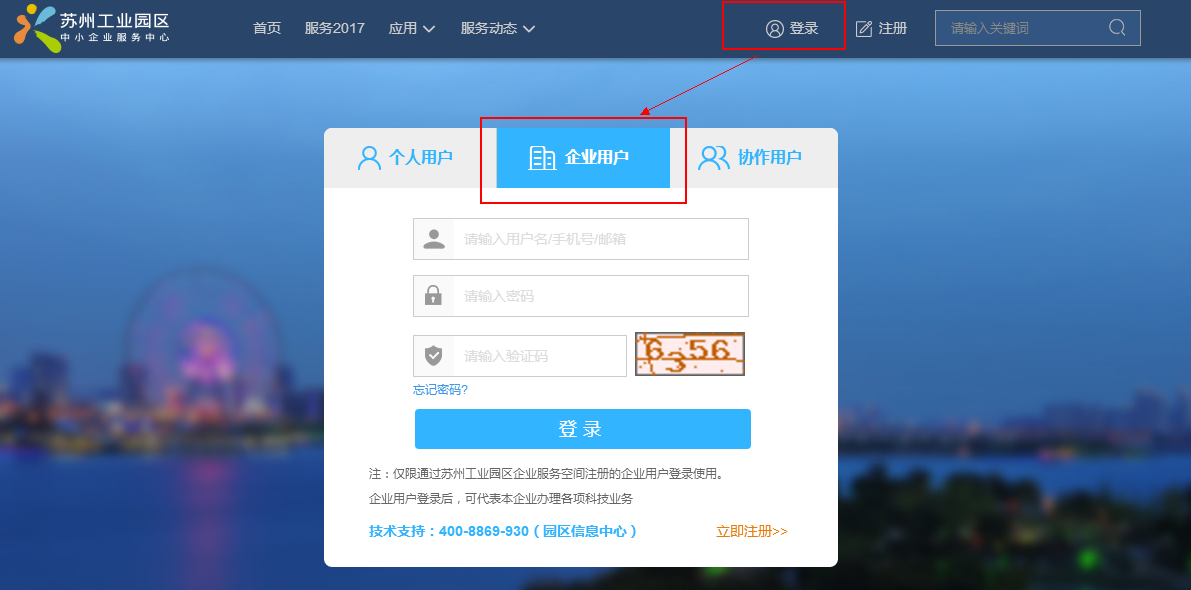 苏州工业园区
中小企业服务中心
首页 服务2017 应用 服务动态 登录 注册 请输入关键词
个人用户 企业用户 协作用户
请输入用户名/手机号/邮箱
请输入密码
请输入验证码 6356
忘记密码?
登 录
注：仅限通过苏州工业园区企业服务空间注册的企业用户登录使用。
企业用户登录后，可代表本企业办理各项科技业务
技术支持：400-8869-930（园区信息中心） 立即注册>>